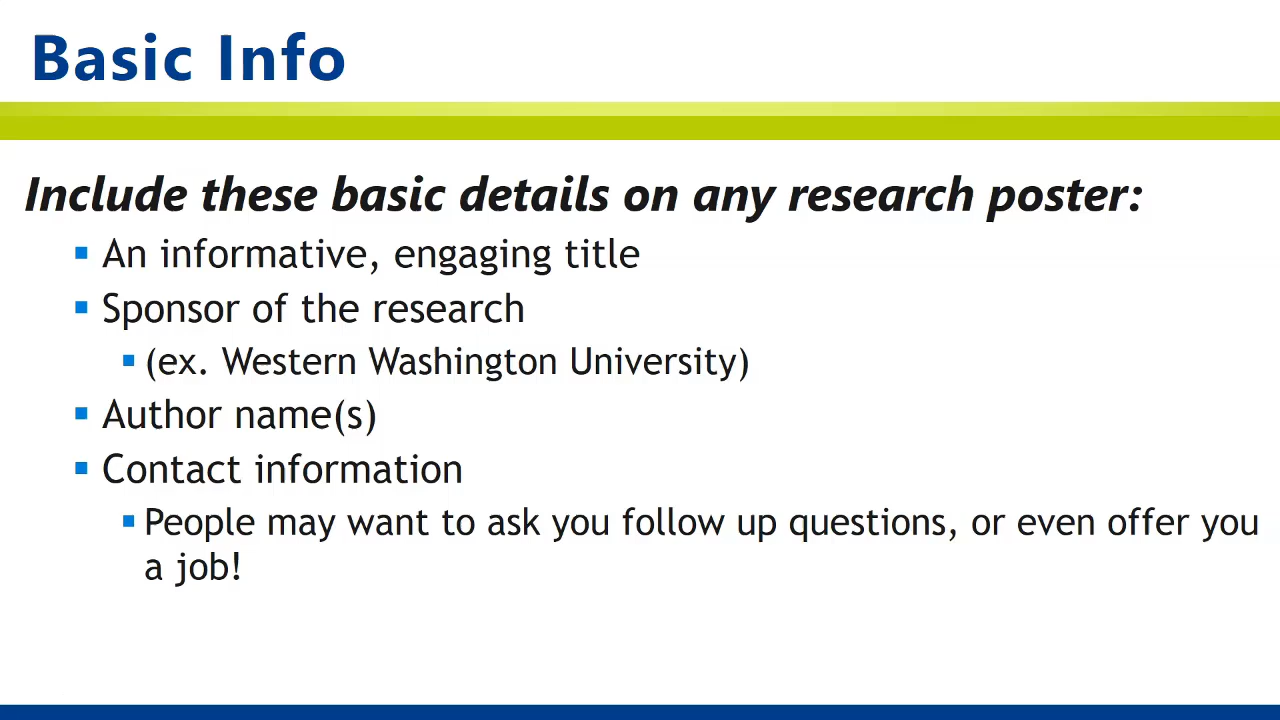 Basic Info
Include these basic details on any research poster:
An informative, engaging title
Sponsor of the research
(ex. Western Washington University)
Author name(s)
Contact information
People may want to ask you follow up questions, or even offer you
a job!